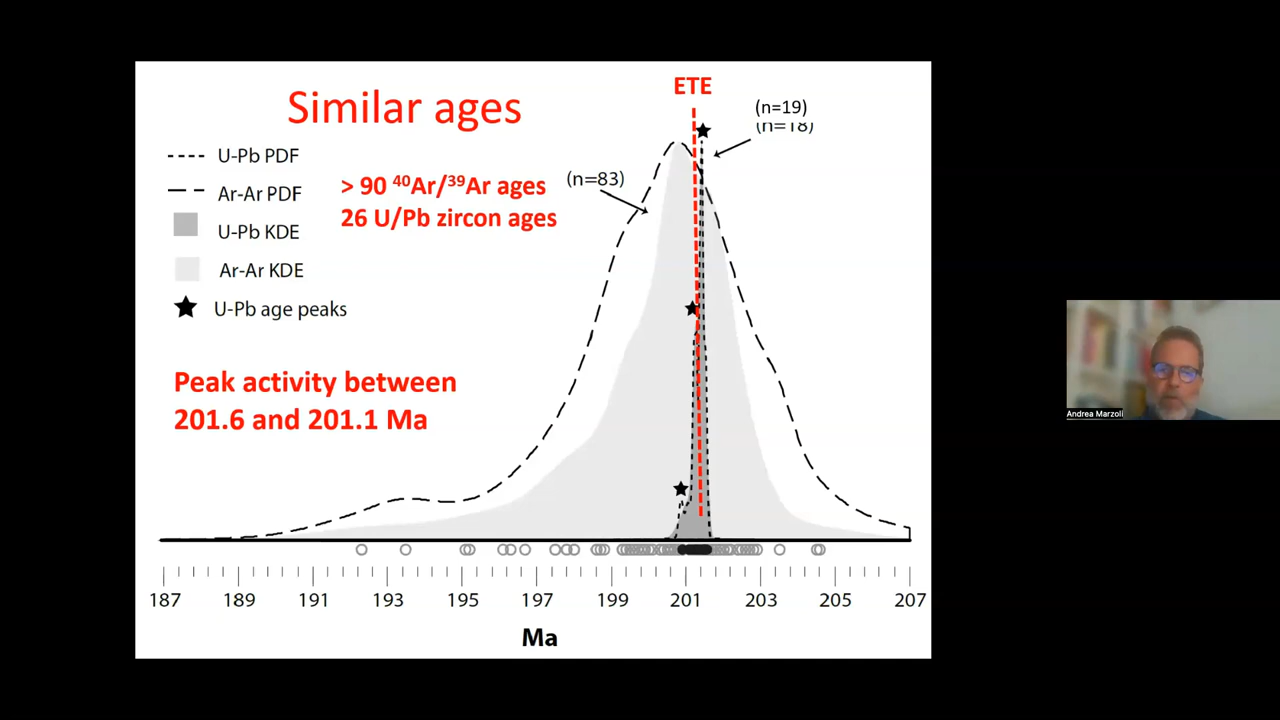 ETE
Similar ages
(n=19)
(n=18)
U-Pb PDF
Ar-Ar PDF
U-Pb KDE
Ar-Ar KDE
U-Pb age peaks
> 90 ⁴⁰Ar/³⁹Ar ages
26 U/Pb zircon ages
(n=83)
Peak activity between
201.6 and 201.1 Ma
187 189 191 193 195 197 199 201 203 205 207
Ma
Andrea Marzoli